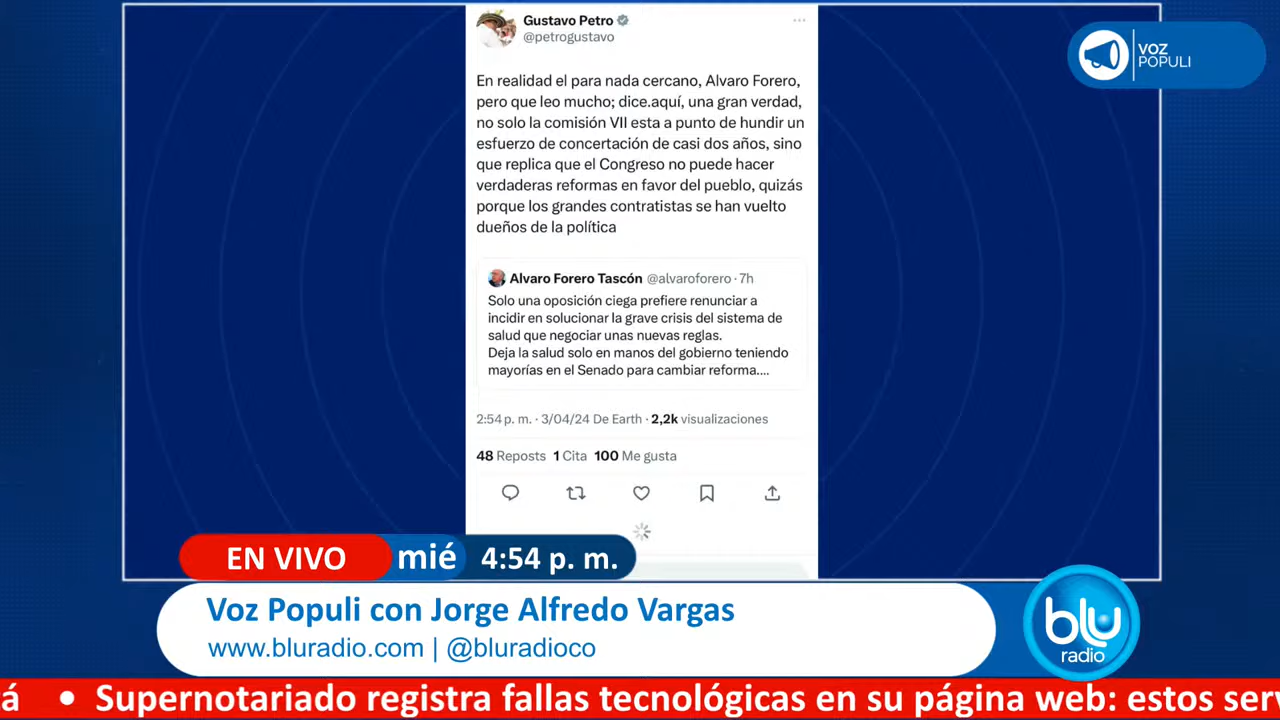 Gustavo Petro
@petrogustavo
En realidad el para nada cercano, Alvaro Forero,
pero que leo mucho; dice.aquí, una gran verdad,
no solo la comisión VII esta a punto de hundir un
esfuerzo de concertación de casi dos años, sino
que replica que el Congreso no puede hacer
verdaderas reformas en favor del pueblo, quizás
porque los grandes contratistas se han vuelto
dueños de la política
Alvaro Forero Tascón @alvaroforero · 7h
Solo una oposición ciega prefiere renunciar a
incidir en solucionar la grave crisis del sistema de
salud que negociar unas nuevas reglas.
Deja la salud solo en manos del gobierno teniendo
mayorías en el Senado para cambiar reforma....
2:54 p. m. · 3/04/24 De Earth · 2,2k visualizaciones
48 Reposts 1 Cita 100 Me gusta
VOZ
POPULI
EN VIVO mié 4:54 p. m.
Voz Populi con Jorge Alfredo Vargas
www.bluradio.com | @bluradioco
blu
radio
á • Supernotariado registra fallas tecnológicas en su página web: estos serv